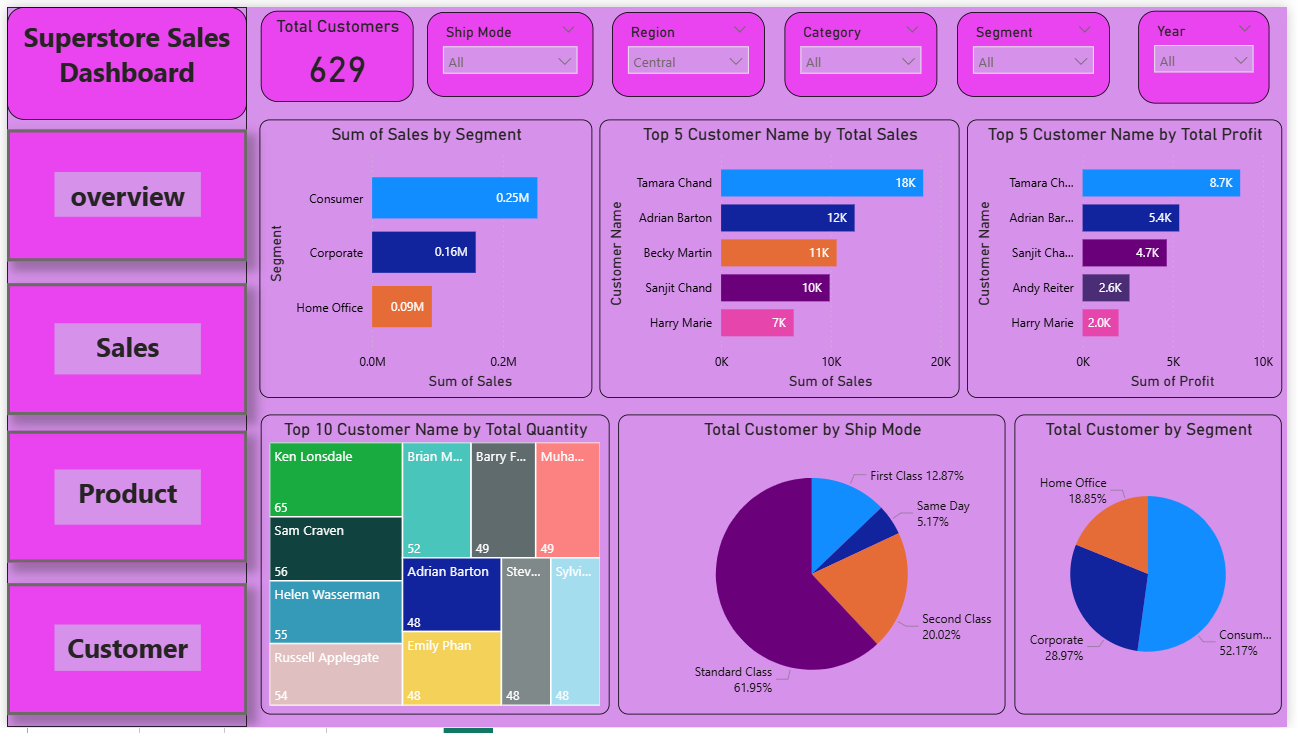 Superstore Sales
Dashboard
overview
Sales
Product
Customer
Total Customers
629
Ship Mode
All
Region
Central
Category
All
Segment
All
Year
All
Sum of Sales by Segment
Segment
Consumer
0.25M
Corporate
0.16M
Home Office
0.09M
0.0M
0.2M
Sum of Sales
Top 5 Customer Name by Total Sales
Customer Name
Tamara Chand
18K
Adrian Barton
12K
Becky Martin
11K
Sanjit Chand
10K
Harry Marie
7K
0K
10K
20K
Sum of Sales
Top 5 Customer Name by Total Profit
Customer Name
Tamara Ch...
8.7K
Adrian Bar...
5.4K
Sanjit Cha...
4.7K
Andy Reiter
2.6K
Harry Marie
2.0K
0K
5K
10K
Sum of Profit
Top 10 Customer Name by Total Quantity
Ken Lonsdale
65
Sam Craven
56
Helen Wasserman
55
Russell Applegate
54
Brian M...
52
Barry F...
49
Muha...
49
Adrian Barton
48
Emily Phan
48
Stev...
48
Sylvi...
48
Total Customer by Ship Mode
First Class 12.87%
Same Day
5.17%
Second Class
20.02%
Standard Class
61.95%
Total Customer by Segment
Home Office
18.85%
Corporate
28.97%
Consum...
52.17%